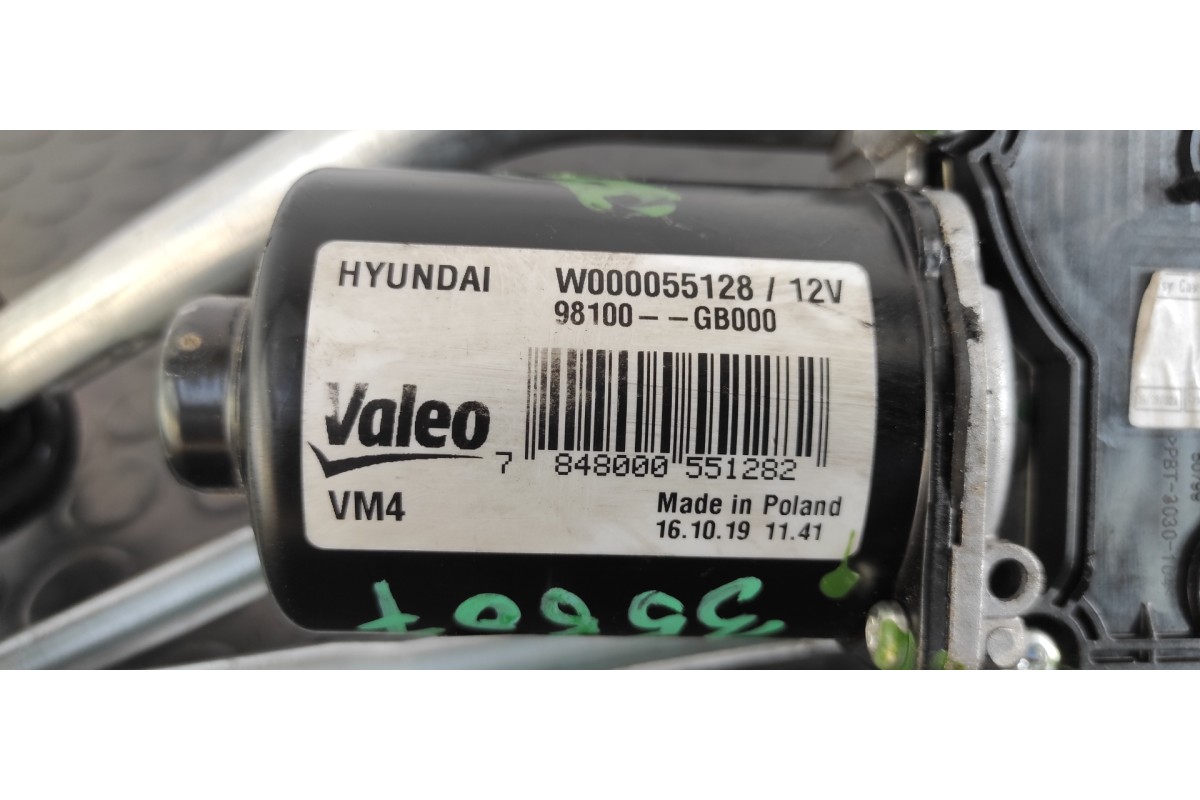 HYUNDAI W000055128 / 12V
98100--GB000
Valeo
7 848000 551282
VM4 Made in Poland
16.10.19 11.41